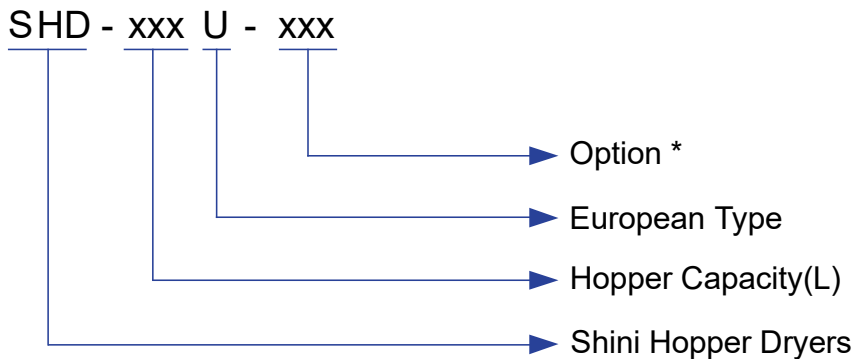 SHD - xxx U - xxx
Option *
European Type
Hopper Capacity(L)
Shini Hopper Dryers